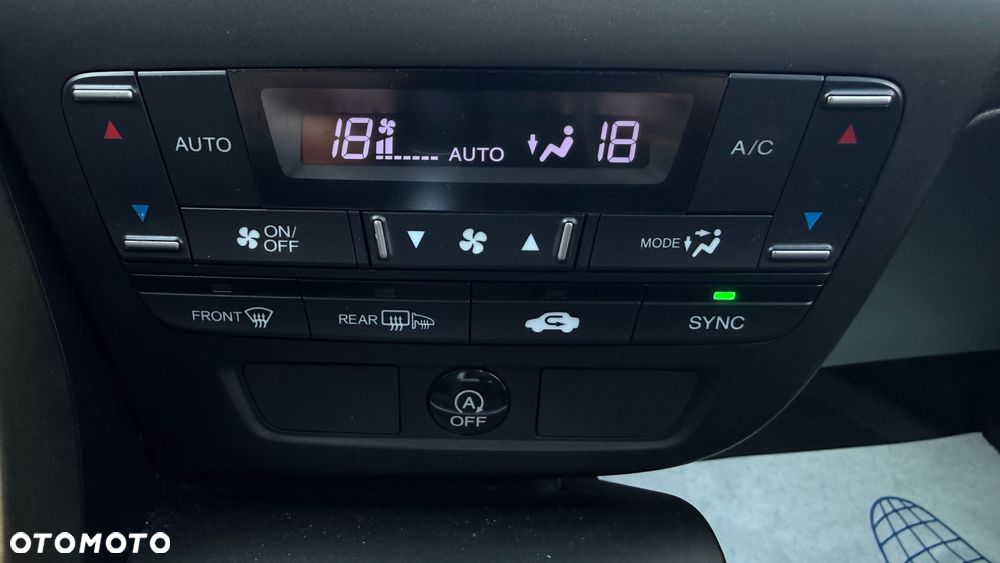 AUTO
18 AUTO 18
A/C
ON/
OFF
MODE
FRONT
REAR
SYNC
A
OFF
OTOMOTO